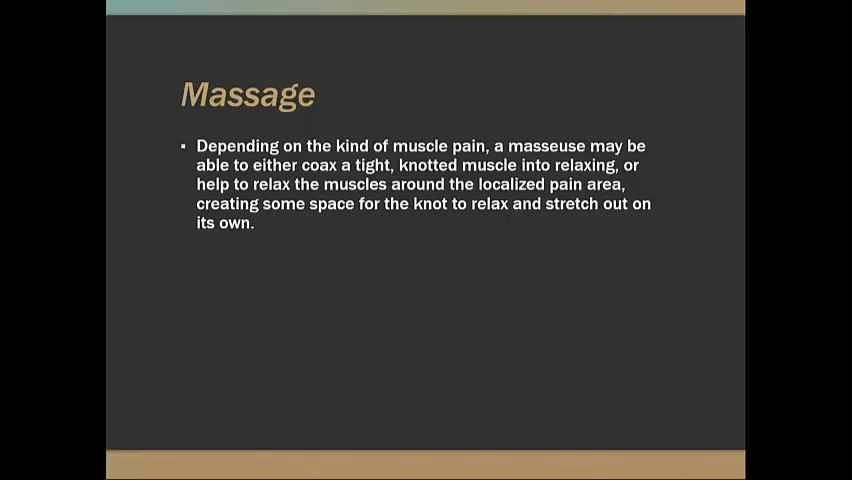 Massage
▪ Depending on the kind of muscle pain, a masseuse may be
able to either coax a tight, knotted muscle into relaxing, or
help to relax the muscles around the localized pain area,
creating some space for the knot to relax and stretch out on
its own.